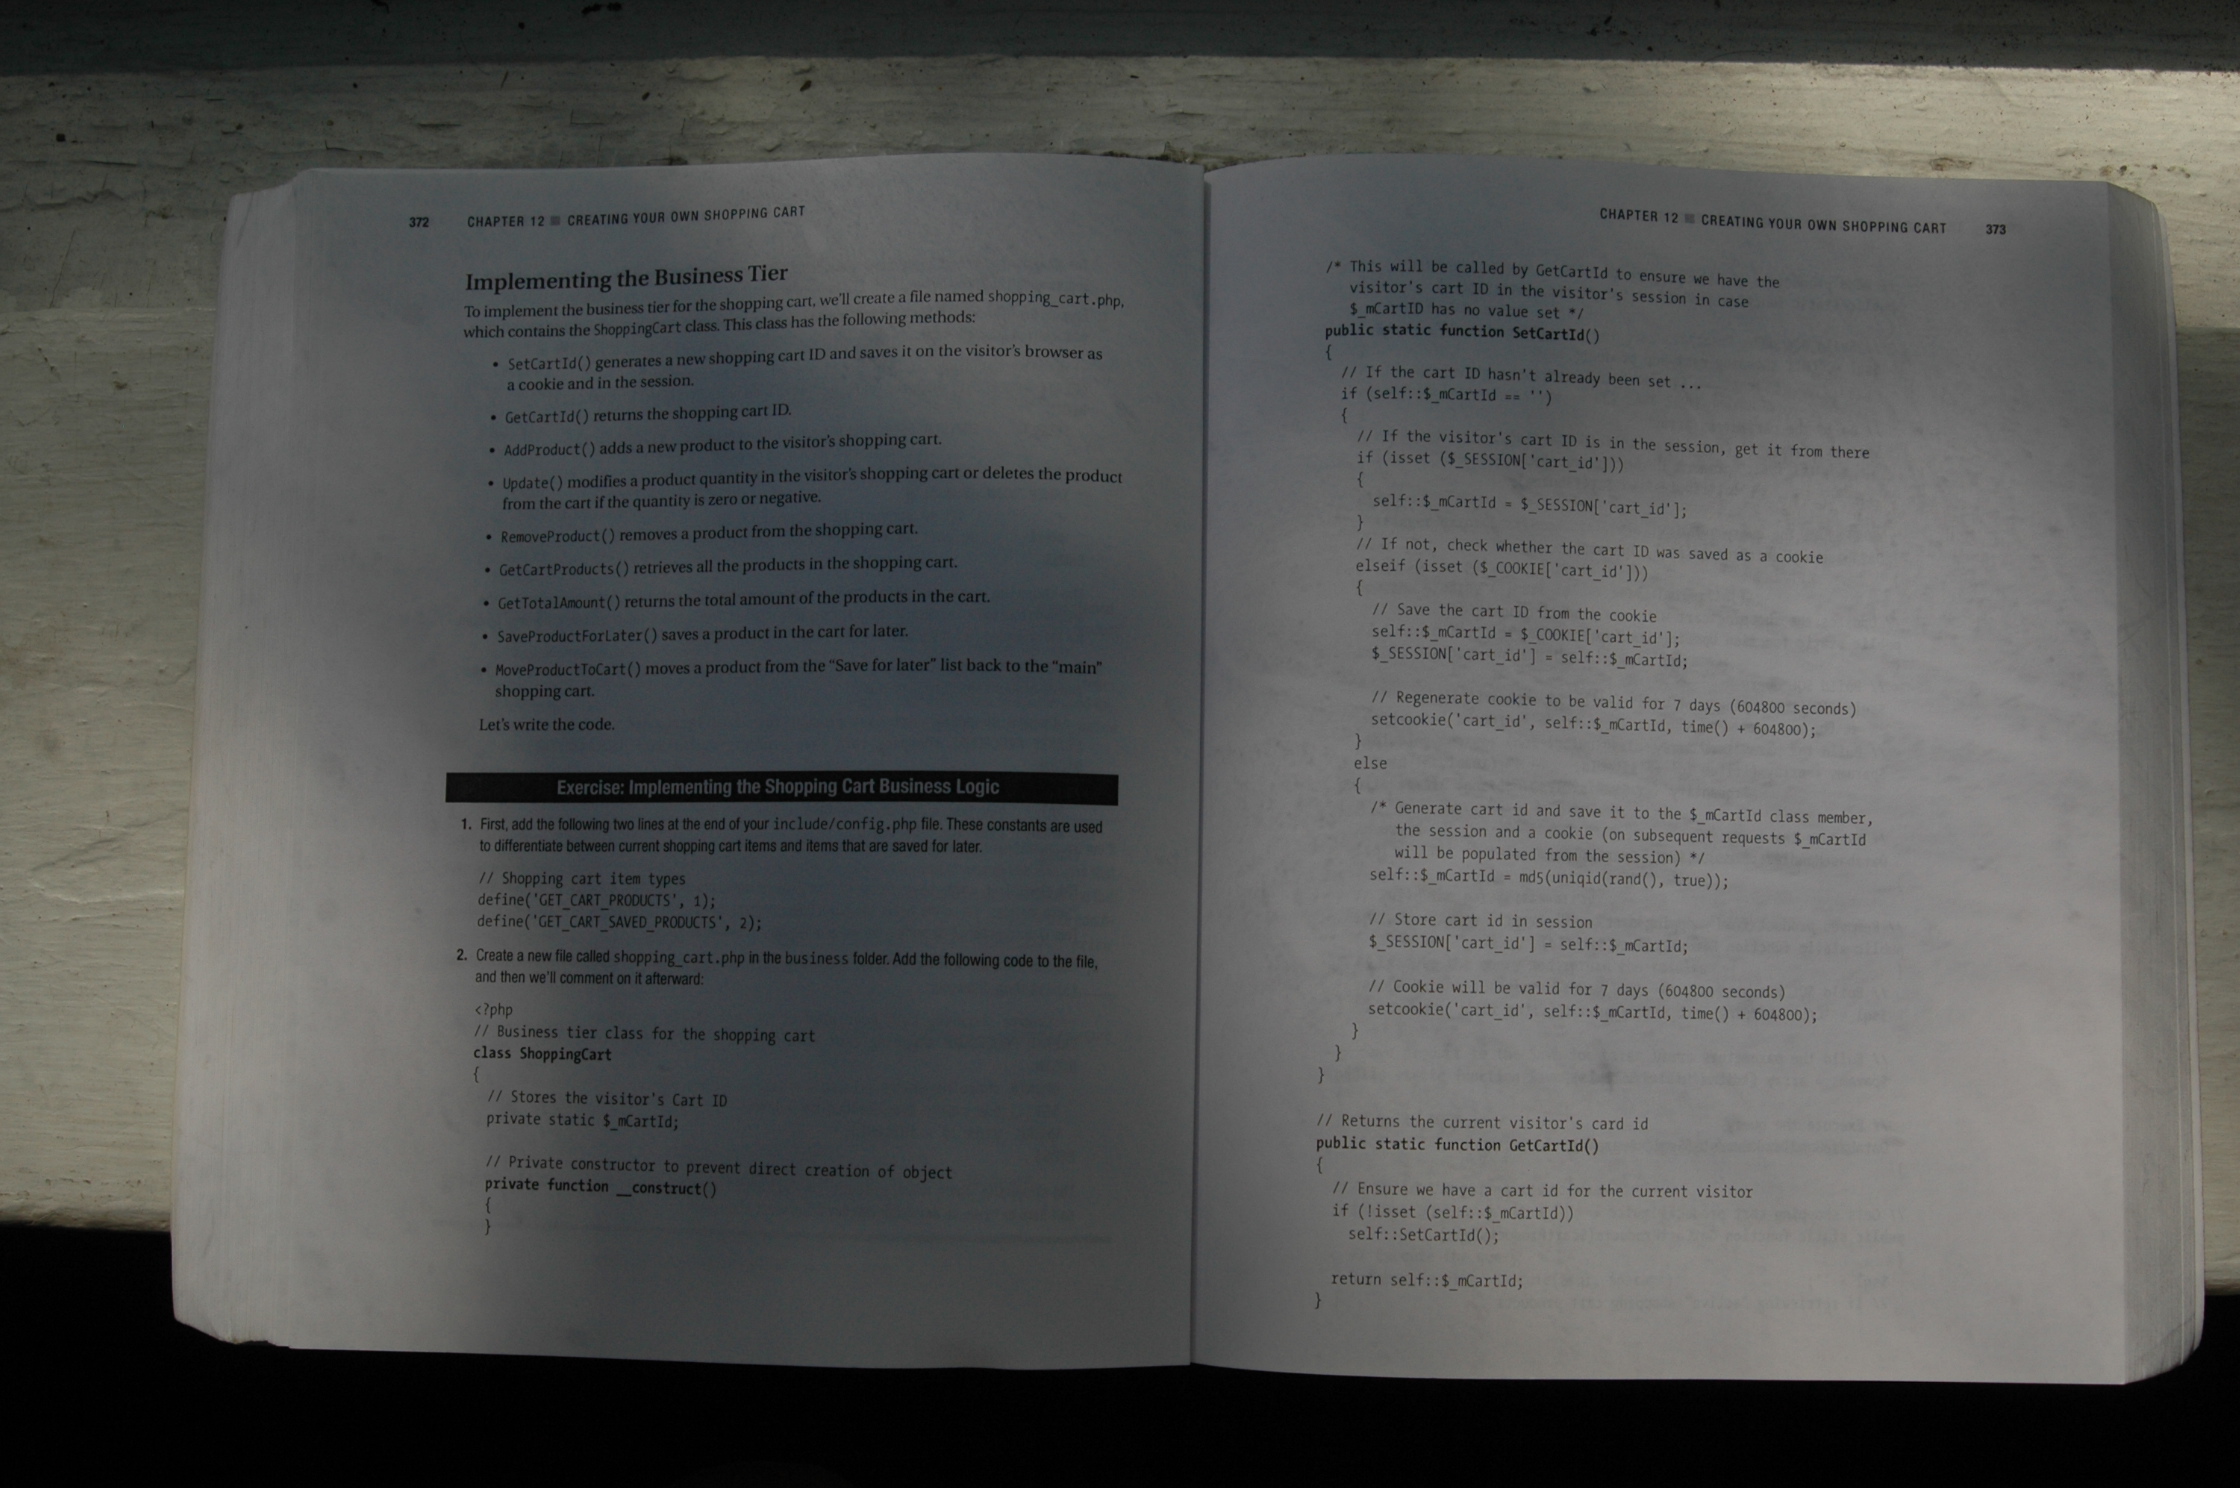 372 CHAPTER 12 ■ CREATING YOUR OWN SHOPPING CART
Implementing the Business Tier
To implement the business tier for the shopping cart, we'll create a file named shopping_cart.php,
which contains the ShoppingCart class. This class has the following methods:
• SetCartId() generates a new shopping cart ID and saves it on the visitor's browser as
a cookie and in the session.
• GetCartId() returns the shopping cart ID.
• AddProduct() adds a new product to the visitor's shopping cart.
• Update() modifies a product quantity in the visitor's shopping cart or deletes the product
from the cart if the quantity is zero or negative.
• RemoveProduct() removes a product from the shopping cart.
• GetCartProducts() retrieves all the products in the shopping cart.
• GetTotalAmount() returns the total amount of the products in the cart.
• SaveProductForLater() saves a product in the cart for later.
• MoveProductToCart() moves a product from the “Save for later” list back to the “main”
shopping cart.
Let's write the code.
Exercise: Implementing the Shopping Cart Business Logic
1. First, add the following two lines at the end of your include/config.php file. These constants are used
to differentiate between current shopping cart items and items that are saved for later.
// Shopping cart item types
define('GET_CART_PRODUCTS', 1);
define('GET_CART_SAVED_PRODUCTS', 2);
2. Create a new file called shopping_cart.php in the business folder. Add the following code to the file,
and then we'll comment on it afterward:
<?php
// Business tier class for the shopping cart
class ShoppingCart
{
// Stores the visitor's Cart ID
private static $_mCartId;
// Private constructor to prevent direct creation of object
private function __construct()
{
}
CHAPTER 12 ■ CREATING YOUR OWN SHOPPING CART 373
/* This will be called by GetCartId to ensure we have the
visitor's cart ID in the visitor's session in case
$_mCartID has no value set */
public static function SetCartId()
{
// If the cart ID hasn't already been set ...
if (self::$_mCartId == '')
{
// If the visitor's cart ID is in the session, get it from there
if (isset ($_SESSION['cart_id']))
{
self::$_mCartId = $_SESSION['cart_id'];
}
// If not, check whether the cart ID was saved as a cookie
elseif (isset ($_COOKIE['cart_id']))
{
// Save the cart ID from the cookie
self::$_mCartId = $_COOKIE['cart_id'];
$_SESSION['cart_id'] = self::$_mCartId;
// Regenerate cookie to be valid for 7 days (604800 seconds)
setcookie('cart_id', self::$_mCartId, time() + 604800);
}
else
{
/* Generate cart id and save it to the $_mCartId class member,
the session and a cookie (on subsequent requests $_mCartId
will be populated from the session) */
self::$_mCartId = md5(uniqid(rand(), true));
// Store cart id in session
$_SESSION['cart_id'] = self::$_mCartId;
// Cookie will be valid for 7 days (604800 seconds)
setcookie('cart_id', self::$_mCartId, time() + 604800);
}
}
}
// Returns the current visitor's card id
public static function GetCartId()
{
// Ensure we have a cart id for the current visitor
if (!isset (self::$_mCartId))
self::SetCartId();
return self::$_mCartId;
}